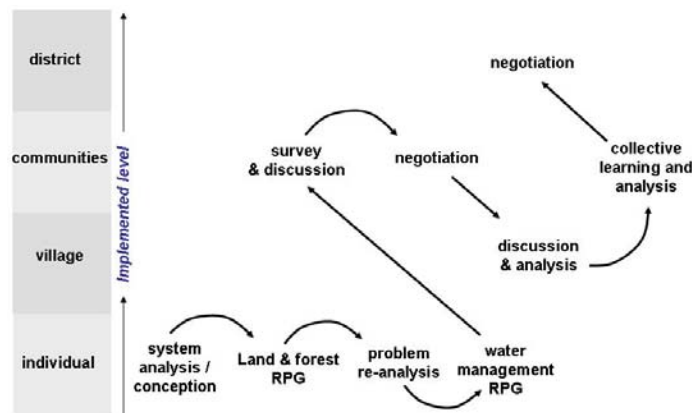 district
communities
village
individual
Implemented level
negotiation
survey
& discussion
negotiation
collective
learning and
analysis
discussion
& analysis
system
analysis /
conception
Land & forest
RPG
problem
re-analysis
water
management
RPG